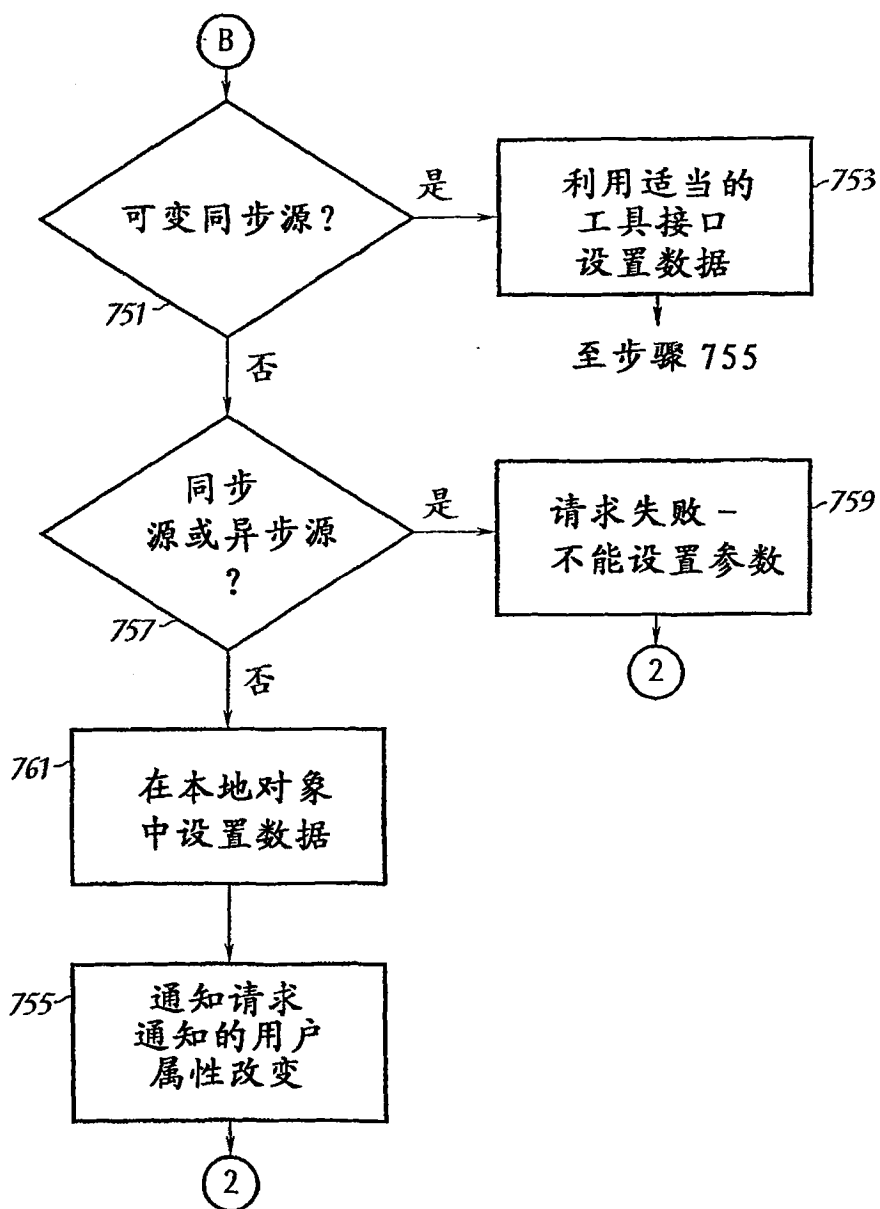 B
可变同步源?
751
是
利用适当的
工具接口
设置数据
753
至步骤 755
否
同步
源或异步源
?
757
是
请求失败 –
不能设置参数
759
2
否
761
在本地对象
中设置数据
755
通知请求
通知的用户
属性改变
2